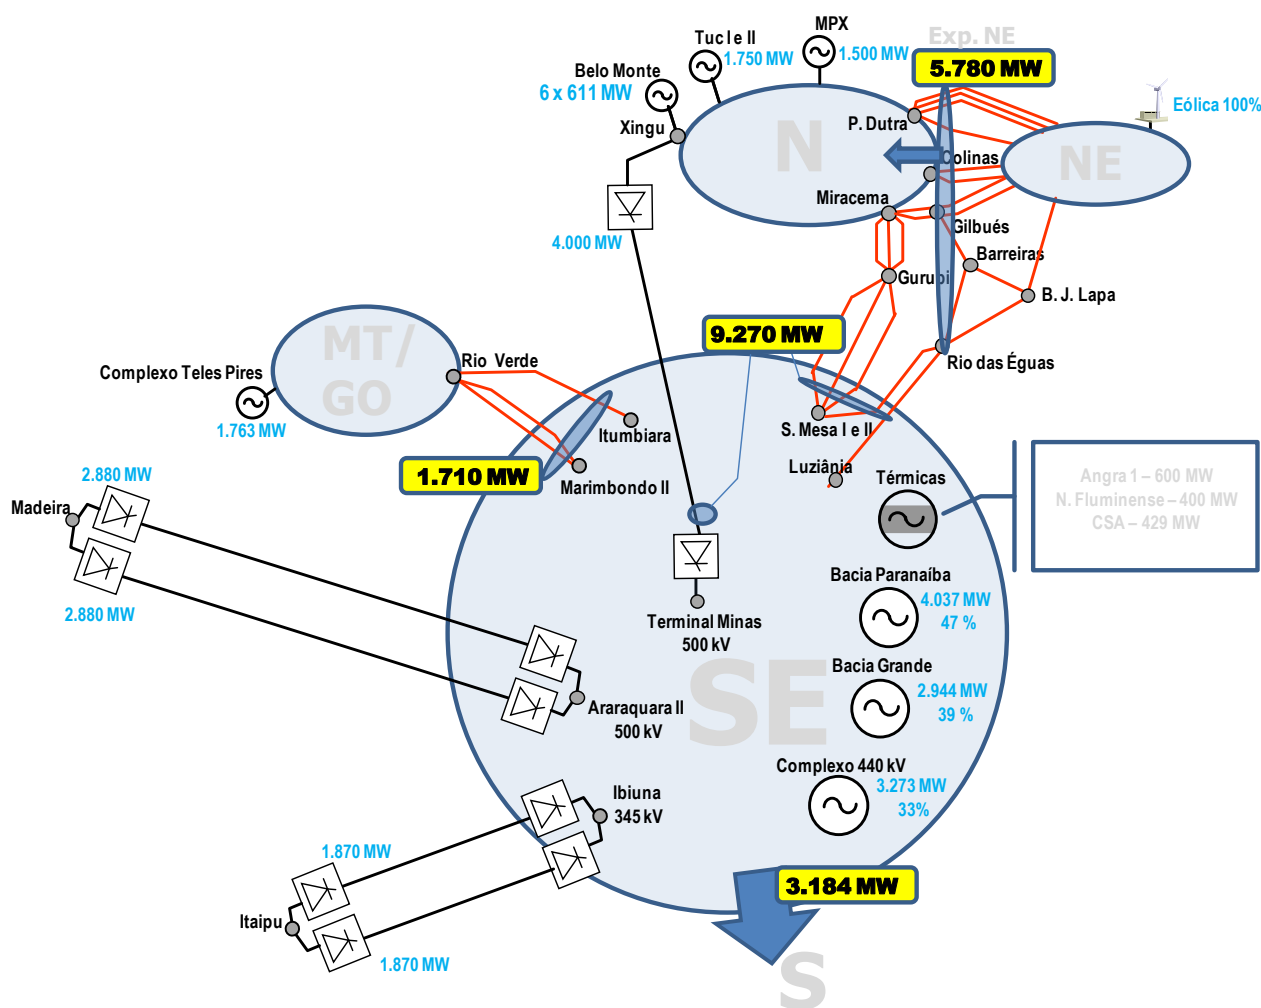 MPX
1.500 MW
Tuc I e II
1.750 MW
Exp. NE
5.780 MW
Belo Monte
6 x 611 MW
Xingu
N
P. Dutra
Colinas
Miracema
NE
Eólica 100%
4.000 MW
Gilbués
Barreiras
Gurupi
B. J. Lapa
9.270 MW
Rio das Éguas
MT/
GO
Rio Verde
Complexo Teles Pires
1.763 MW
Itumbiara
S. Mesa I e II
1.710 MW
Marimbondo II
Luziânia
Térmicas
Angra 1 – 600 MW
N. Fluminense – 400 MW
CSA – 429 MW
2.880 MW
Madeira
2.880 MW
Bacia Paranaíba
4.037 MW
47 %
Terminal Minas
500 kV
SE
Bacia Grande
2.944 MW
39 %
Araraquara II
500 kV
Complexo 440 kV
3.273 MW
33%
Ibiuna
345 kV
1.870 MW
Itaipu
1.870 MW
3.184 MW
S